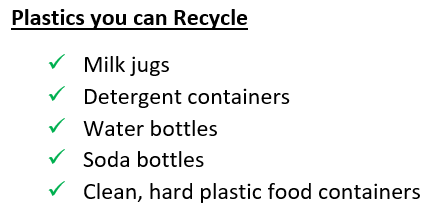 Plastics you can Recycle
✓ Milk jugs
✓ Detergent containers
✓ Water bottles
✓ Soda bottles
✓ Clean, hard plastic food containers